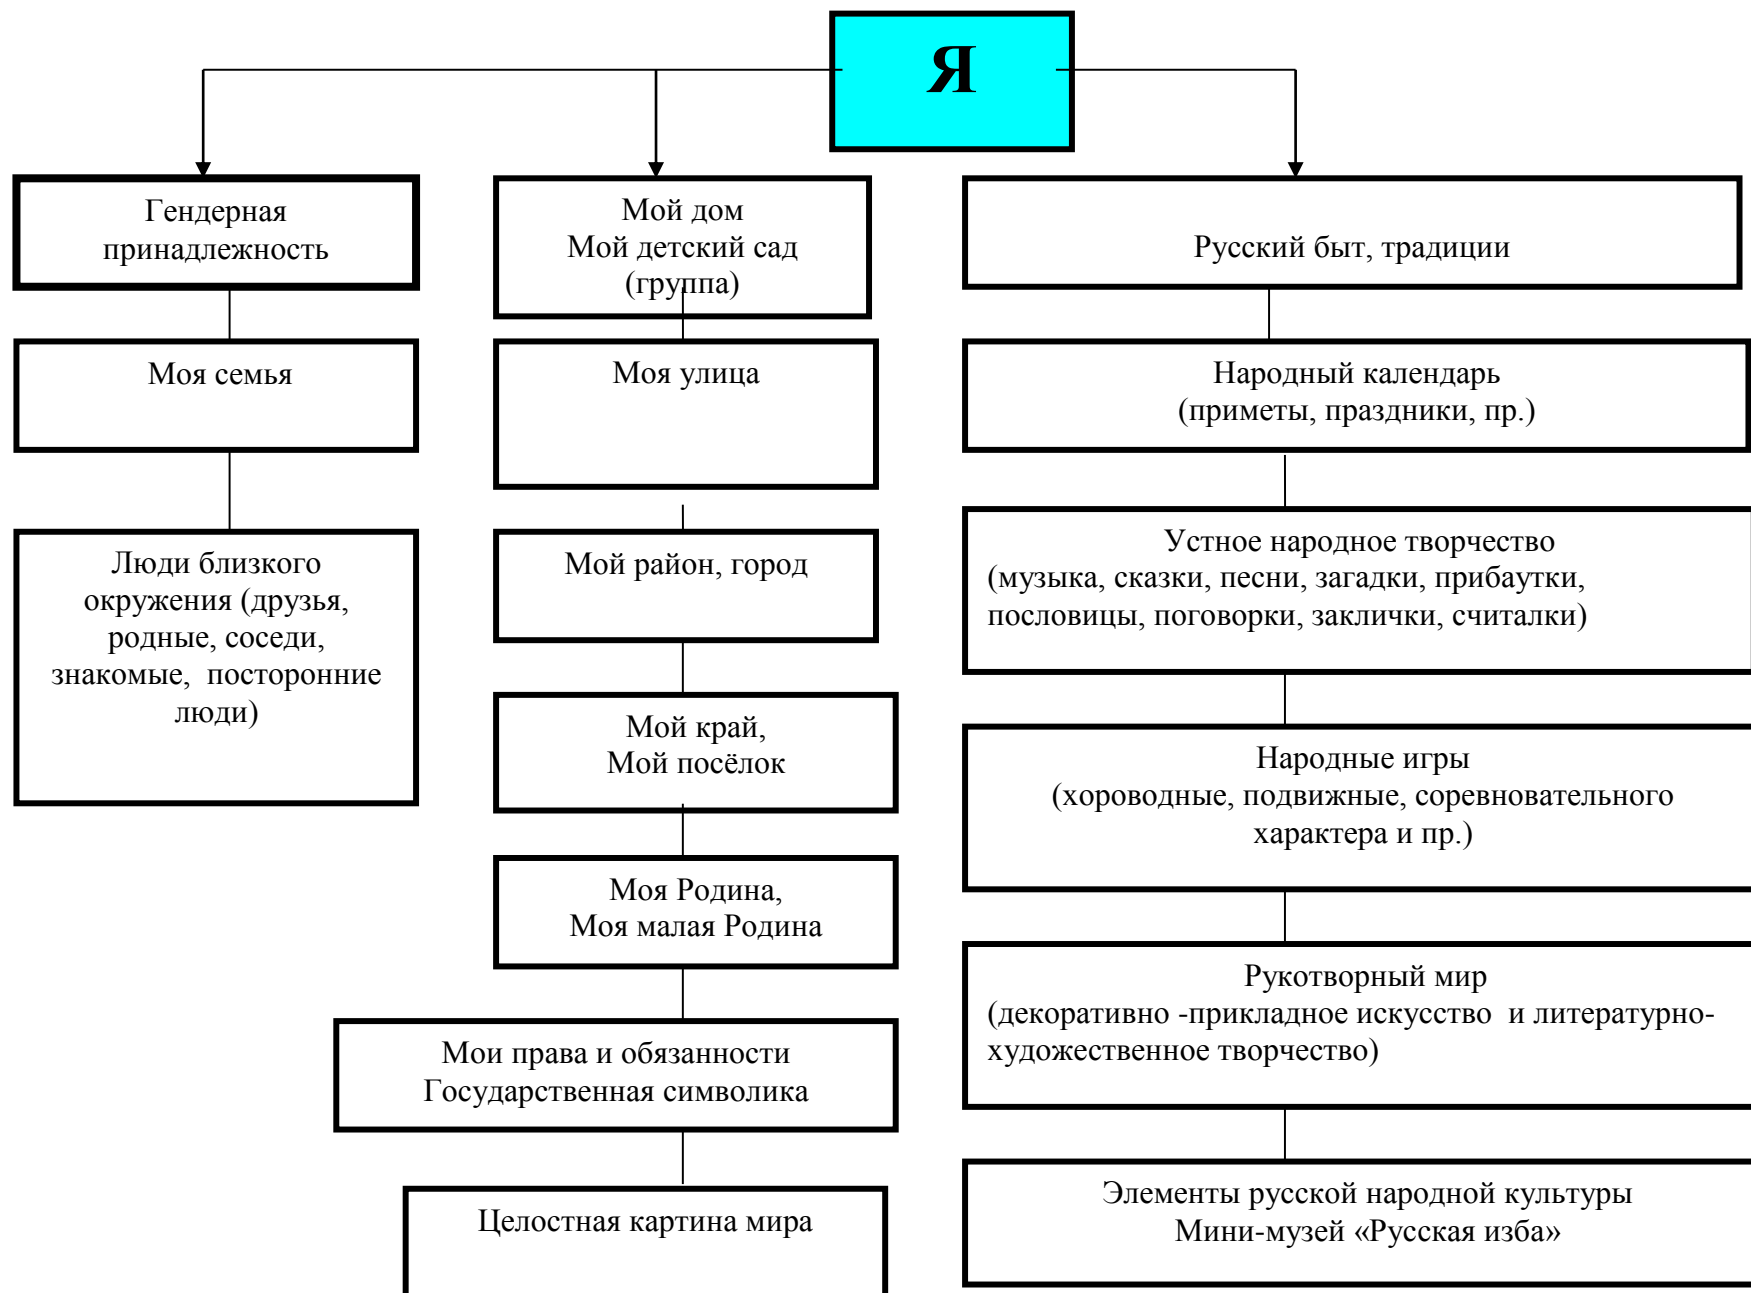 Я
Гендерная
принадлежность
Моя семья
Люди близкого
окружения (друзья,
родные, соседи,
знакомые,  посторонние
люди)
Мой дом
Мой детский сад
(группа)
Моя улица
Мой район, город
Мой край,
Мой посёлок
Моя Родина,
Моя малая Родина
Мои права и обязанности
Государственная символика
Целостная картина мира
Русский быт, традиции
Народный календарь
(приметы, праздники, пр.)
Устное народное творчество
(музыка, сказки, песни, загадки, прибаутки,
пословицы, поговорки, заклички, считалки)
Народные игры
(хороводные, подвижные, соревновательного
характера и пр.)
Рукотворный мир
(декоративно -прикладное искусство  и литературно-
художественное творчество)
Элементы русской народной культуры
Мини-музей «Русская изба»